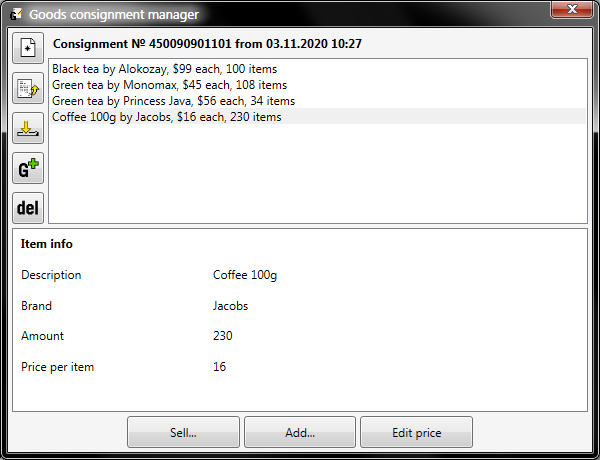 Goods consignment manager
Consignment № 450090901101 from 03.11.2020 10:27
Black tea by Alokozay, $99 each, 100 items
Green tea by Monomax, $45 each, 108 items
Green tea by Princess Java, $56 each, 34 items
Coffee 100g by Jacobs, $16 each, 230 items
G
del
Item info
Description Coffee 100g
Brand Jacobs
Amount 230
Price per item 16
Sell... Add... Edit price